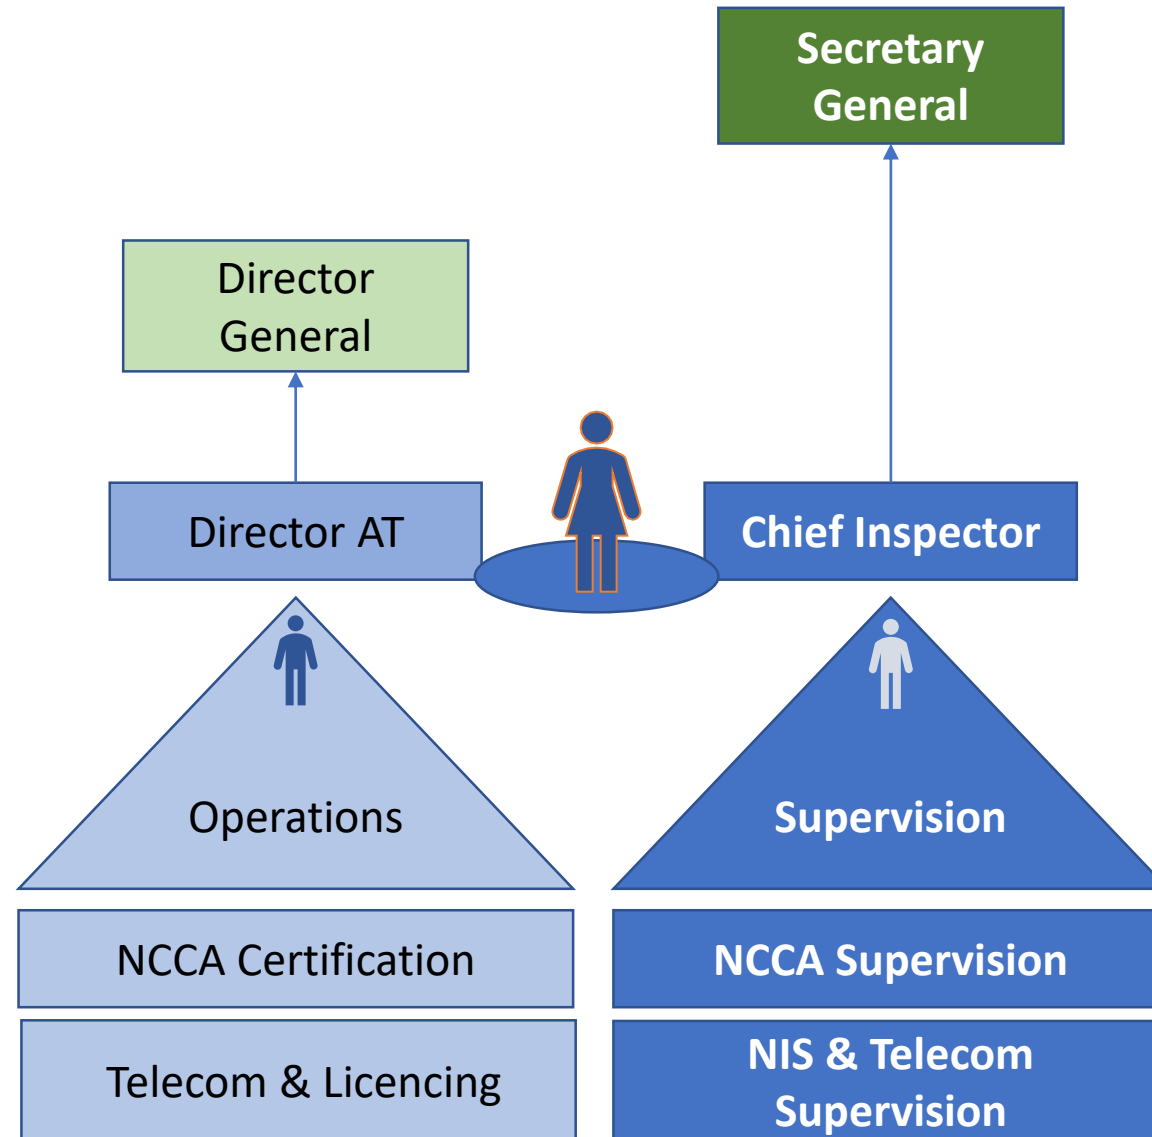 Secretary
General
Director
General
Director AT
Chief Inspector
Operations
Supervision
NCCA Certification
NCCA Supervision
Telecom & Licencing
NIS & Telecom
Supervision